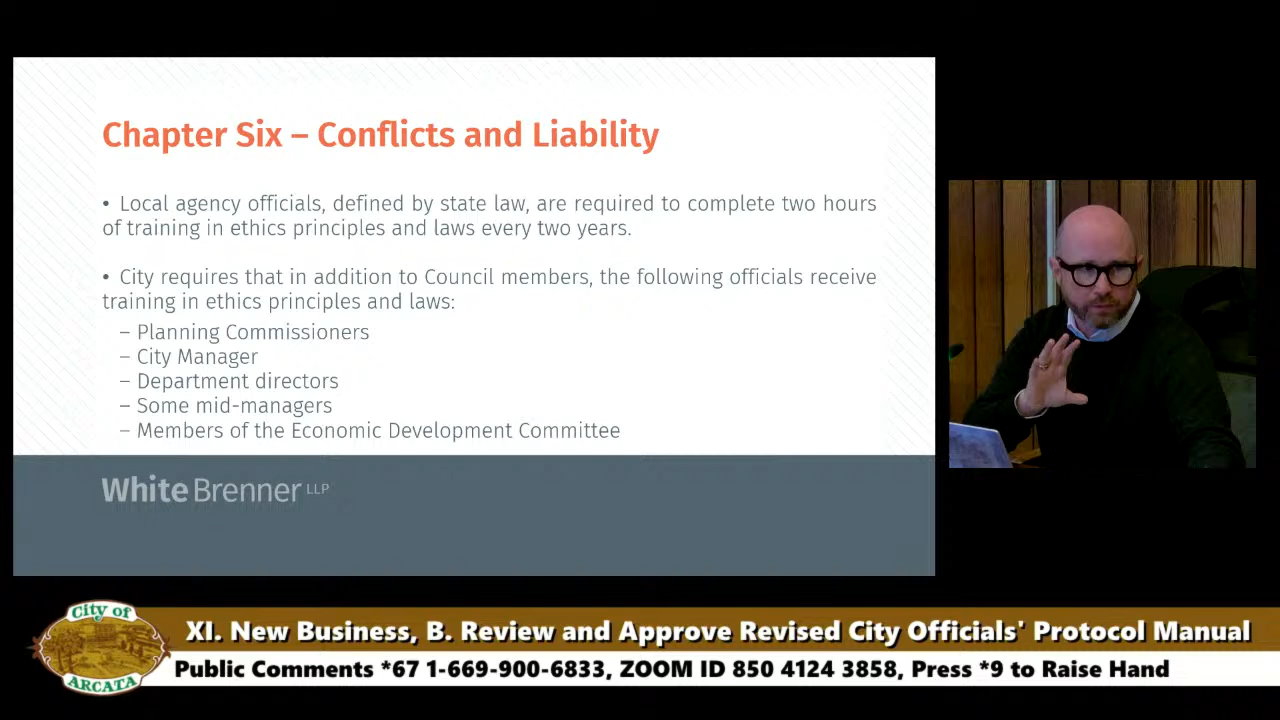 Chapter Six – Conflicts and Liability
• Local agency officials, defined by state law, are required to complete two hours
of training in ethics principles and laws every two years.
• City requires that in addition to Council members, the following officials receive
training in ethics principles and laws:
– Planning Commissioners
– City Manager
– Department directors
– Some mid-managers
– Members of the Economic Development Committee
WhiteBrenner LLP
City of
ARCATA
XI. New Business, B. Review and Approve Revised City Officials' Protocol Manual
Public Comments *67 1-669-900-6833, ZOOM ID 850 4124 3858, Press *9 to Raise Hand